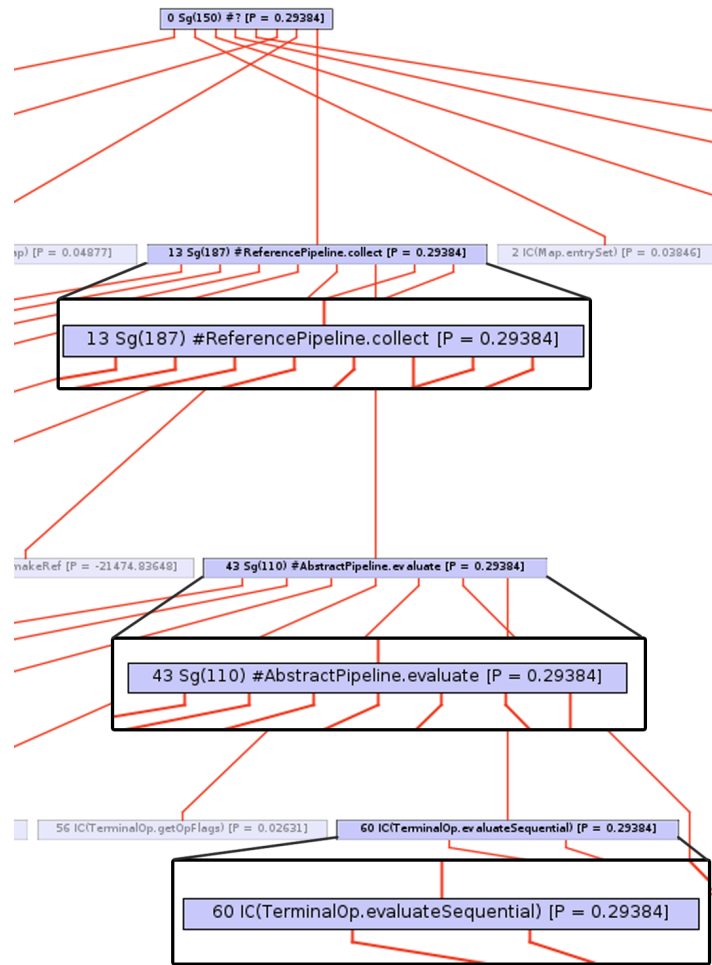 0 Sg(150) #? [P = 0.29384]
ap) [P = 0.04877]
13 Sg(187) #ReferencePipeline.collect [P = 0.29384]
2 IC(Map.entrySet) [P = 0.03846]
13 Sg(187) #ReferencePipeline.collect [P = 0.29384]
makeRef [P = -21474.83648]
43 Sg(110) #AbstractPipeline.evaluate [P = 0.29384]
43 Sg(110) #AbstractPipeline.evaluate [P = 0.29384]
56 IC(TerminalOp.getOpFlags) [P = 0.02631]
60 IC(TerminalOp.evaluateSequential) [P = 0.29384]
60 IC(TerminalOp.evaluateSequential) [P = 0.29384]